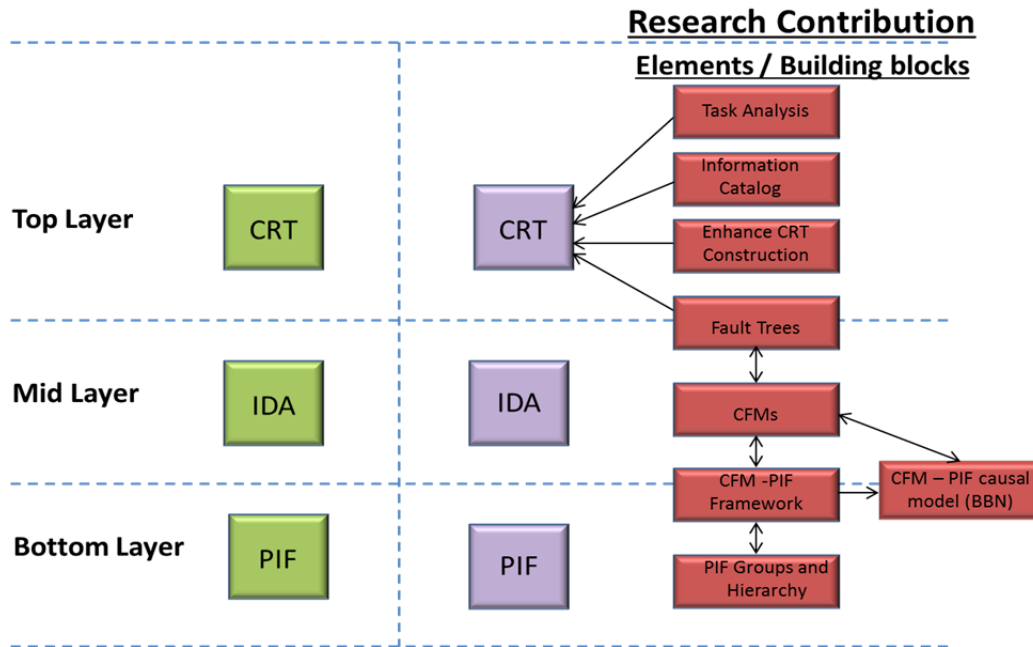 Research Contribution
Elements / Building blocks
Task Analysis
Information
Catalog
Top Layer
CRT
CRT
Enhance CRT
Construction
Fault Trees
Mid Layer
IDA
IDA
CFMs
CFM -PIF
Framework
CFM – PIF causal
model (BBN)
Bottom Layer
PIF
PIF
PIF Groups and
Hierarchy